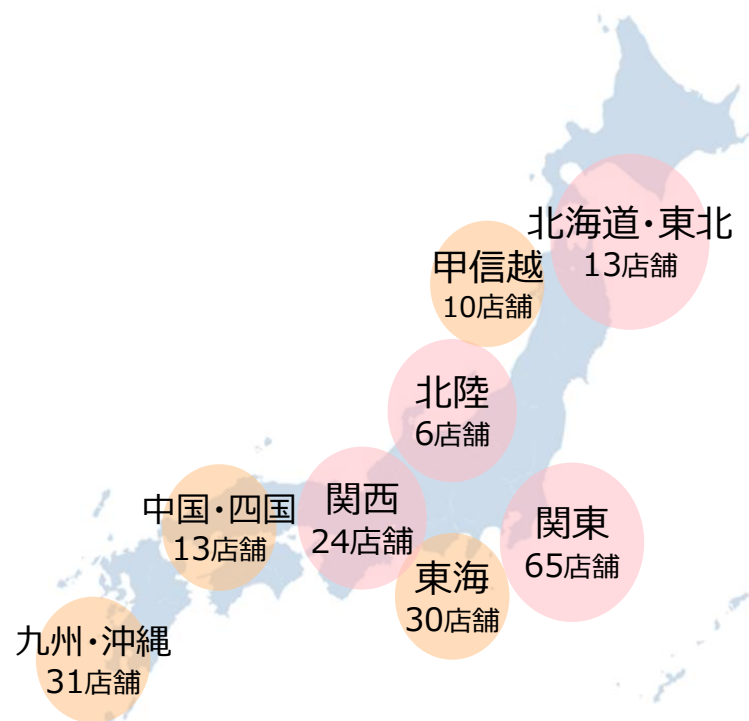 北海道・東北
13店舗
甲信越
10店舗
北陸
6店舗
関西
24店舗
中国・四国
13店舗
関東
65店舗
東海
30店舗
九州・沖縄
31店舗